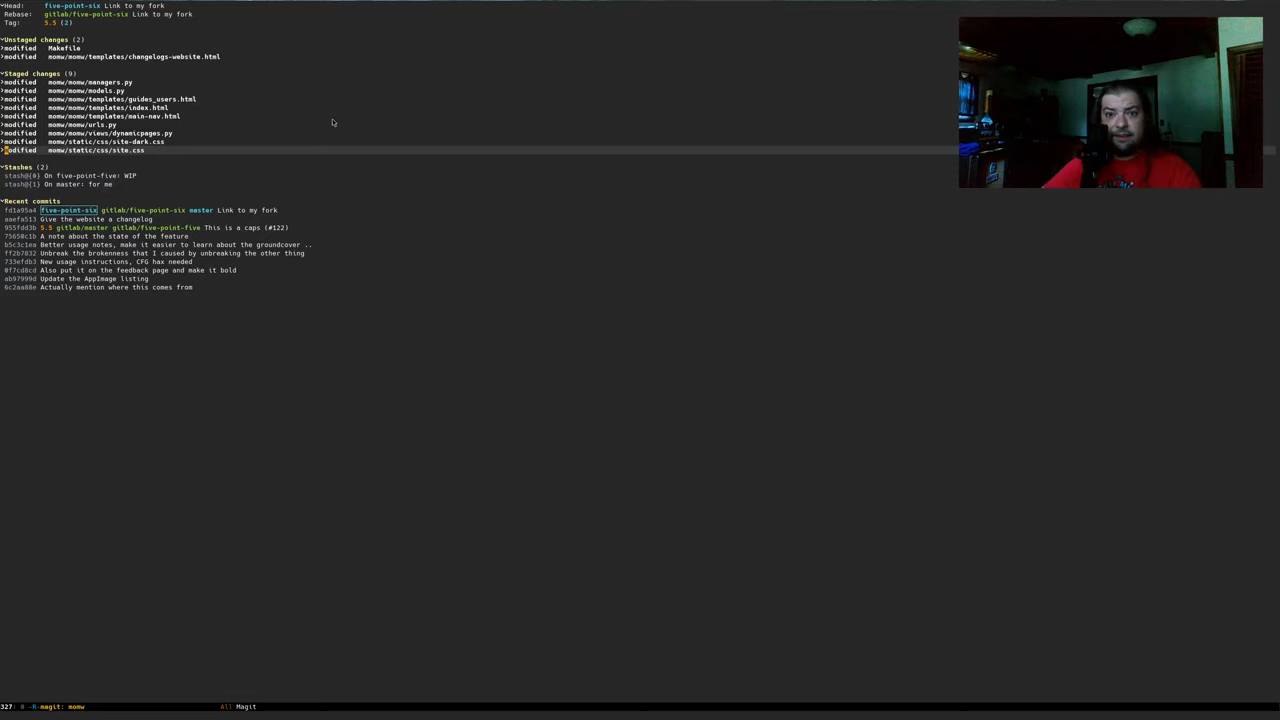 Head: five-point-six Link to my fork
Rebase: gitlab/five-point-six Link to my fork
Tag: 5.5 (2)
Unstaged changes (2)
modified Makefile
modified momw/momw/templates/changelogs-website.html
Staged changes (9)
modified momw/momw/managers.py
modified momw/momw/models.py
modified momw/momw/templates/guides_users.html
modified momw/momw/templates/index.html
modified momw/momw/templates/main-nav.html
modified momw/momw/urls.py
modified momw/momw/views/dynamicpages.py
modified momw/static/css/site-dark.css
modified momw/static/css/site.css
Stashes (2)
stash@{0} On five-point-five: WIP
stash@{1} On master: for me
Recent commits
fd1a95a4 five-point-six gitlab/five-point-six master Link to my fork
aaefa513 Give the website a changelog
955fdd3b 5.5 gitlab/master gitlab/five-point-five This is a caps (#122)
75658c1b A note about the state of the feature
b5c3c1ea Better usage notes, make it easier to learn about the groundcover ..
ff2b7832 Unbreak the brokenness that I caused by unbreaking the other thing
733efdb3 New usage instructions, CFG hax needed
0f7cd8cd Also put it on the feedback page and make it bold
ab97999d Update the AppImage listing
6c2aa88e Actually mention where this comes from
327: 0 -R-magit: momw All Magit